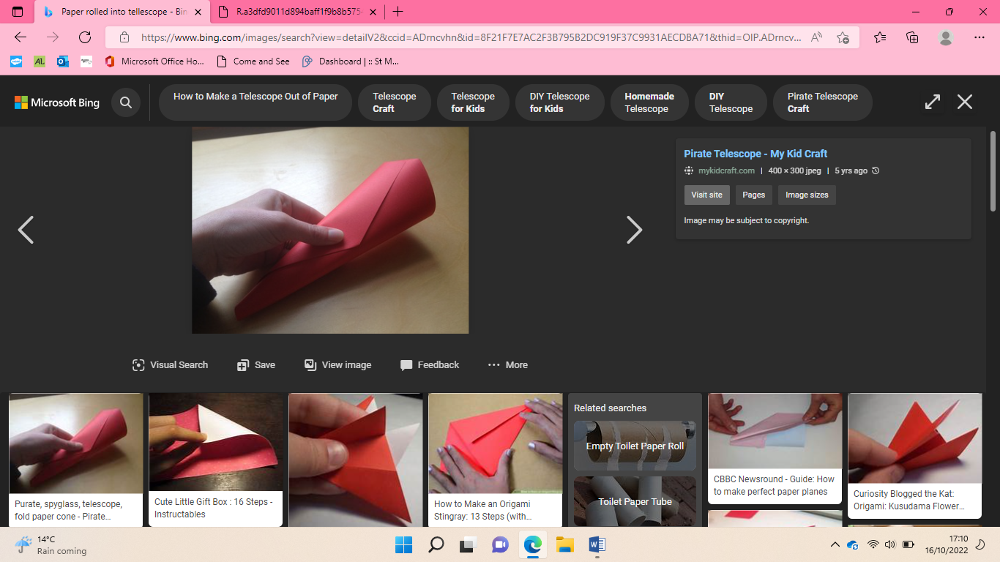 Paper rolled into tellescope - Bin
R.a3dfd9011d894baff1f9b8b575
https://www.bing.com/images/search?view=detailV2&ccid=ADrncvhn&id=8F21F7E7AC2F3B795B2DC919F37C9931AECDBA71&thid=OIP.ADrncv...
AL
Microsoft Office Ho...
Come and See
Dashboard | :: St M...
Microsoft Bing
How to Make a Telescope Out of Paper
Telescope
Craft
Telescope
for Kids
DIY Telescope
for Kids
Homemade
Telescope
DIY
Telescope
Pirate Telescope
Craft
Pirate Telescope - My Kid Craft
mykidcraft.com | 400 × 300 jpeg | 5 yrs ago
Visit site
Pages
Image sizes
Image may be subject to copyright.
Visual Search
Save
View image
Feedback
More
Purate, spyglass, telescope,
fold paper cone - Pirate...
Cute Little Gift Box : 16 Steps -
Instructables
How to Make an Origami
Stingray: 13 Steps (with...
Related searches
Empty Toilet Paper Roll
Toilet Paper Tube
CBBC Newsround - Guide: How
to make perfect paper planes
Curiosity Blogged the Kat:
Origami: Kusudama Flower...
14°C
Rain coming
17:10
16/10/2022